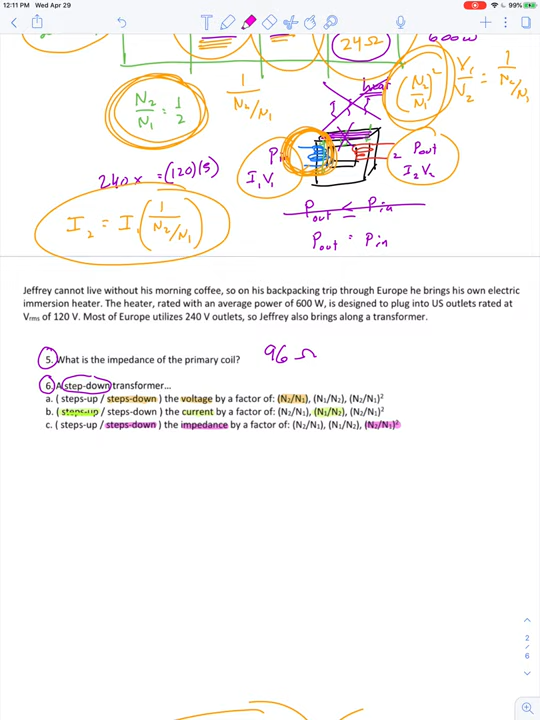 12:11 PM Wed Apr 29
99%
24Ω
600W
N₂/N₁ = 1/2
1/(N₂/N₁)
heat
(N₂/N₁)²
V₁/V₂ = 1/(N₂/N₁)
240 x = (120)(5)
I₁V₁
2
Pout
I₂V₂
I₂ = I₁(1/(N₂/N₁))
Pout ≤ Pin
Pout = Pin
Jeffrey cannot live without his morning coffee, so on his backpacking trip through Europe he brings his own electric
immersion heater. The heater, rated with an average power of 600 W, is designed to plug into US outlets rated at
Vrms of 120 V. Most of Europe utilizes 240 V outlets, so Jeffrey also brings along a transformer.
5. What is the impedance of the primary coil? 96 Ω
6. A step-down transformer…
a. ( steps-up / steps-down ) the voltage by a factor of: (N₂/N₁), (N₁/N₂), (N₂/N₁)²
b. ( steps-up / steps-down ) the current by a factor of: (N₂/N₁), (N₁/N₂), (N₂/N₁)²
c. ( steps-up / steps-down ) the impedance by a factor of: (N₂/N₁), (N₁/N₂), (N₂/N₁)²
2
/
6